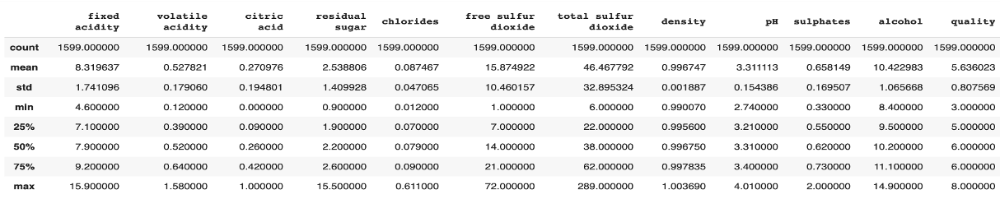 fixed acidity volatile acidity citric acid residual sugar chlorides free sulfur dioxide total sulfur dioxide density pH sulphates alcohol quality
count 1599.000000 1599.000000 1599.000000 1599.000000 1599.000000 1599.000000 1599.000000 1599.000000 1599.000000 1599.000000 1599.000000 1599.000000
mean 8.319637 0.527821 0.270976 2.538806 0.087467 15.874922 46.467792 0.996747 3.311113 0.658149 10.422983 5.636023
std 1.741096 0.179060 0.194801 1.409928 0.047065 10.460157 32.895324 0.001887 0.154386 0.169507 1.065668 0.807569
min 4.600000 0.120000 0.000000 0.900000 0.012000 1.000000 6.000000 0.990070 2.740000 0.330000 8.400000 3.000000
25% 7.100000 0.390000 0.090000 1.900000 0.070000 7.000000 22.000000 0.995600 3.210000 0.550000 9.500000 5.000000
50% 7.900000 0.520000 0.260000 2.200000 0.079000 14.000000 38.000000 0.996750 3.310000 0.620000 10.200000 6.000000
75% 9.200000 0.640000 0.420000 2.600000 0.090000 21.000000 62.000000 0.997835 3.400000 0.730000 11.100000 6.000000
max 15.900000 1.580000 1.000000 15.500000 0.611000 72.000000 289.000000 1.003690 4.010000 2.000000 14.900000 8.000000